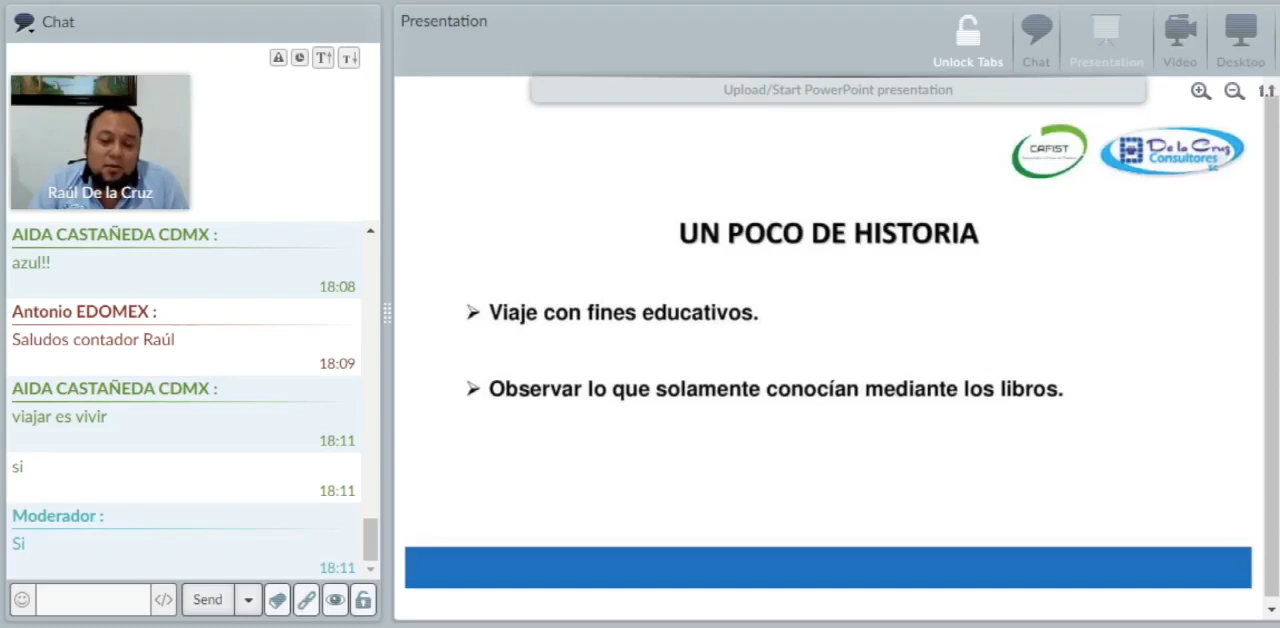 Chat
Raúl De la Cruz
AIDA CASTAÑEDA CDMX :
azul!!
18:08
Antonio EDOMEX :
Saludos contador Raúl
18:09
AIDA CASTAÑEDA CDMX :
viajar es vivir
18:11
si
18:11
Moderador :
Si
18:11
Send
Presentation
Unlock Tabs
Chat
Presentation
Video
Desktop
Upload/Start PowerPoint presentation
1:1
CAFIST
De la Cruz
Consultores
S.C.
UN POCO DE HISTORIA
➢ Viaje con fines educativos.
➢ Observar lo que solamente conocían mediante los libros.